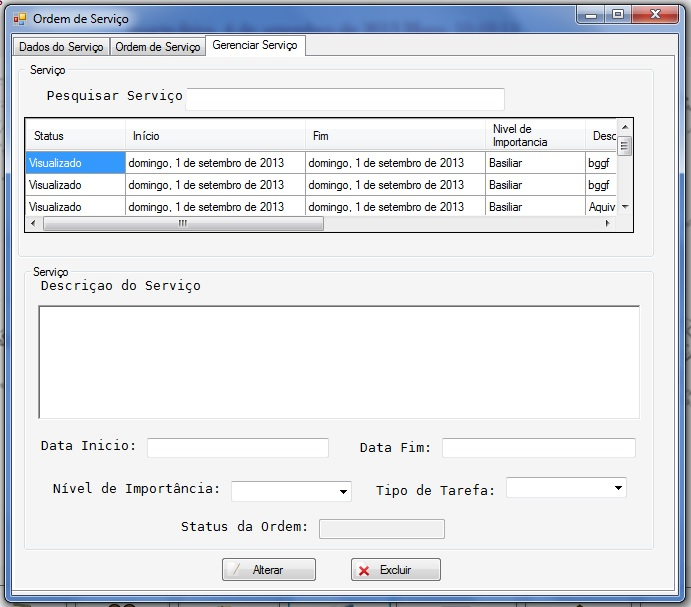 Ordem de Serviço
Dados do Serviço Ordem de Serviço Gerenciar Serviço
Serviço
Pesquisar Serviço
Status Início Fim Nivel de Importancia Desc
Visualizado domingo, 1 de setembro de 2013 domingo, 1 de setembro de 2013 Basiliar bggf
Visualizado domingo, 1 de setembro de 2013 domingo, 1 de setembro de 2013 Basiliar bggf
Visualizado domingo, 1 de setembro de 2013 domingo, 1 de setembro de 2013 Basiliar Aquiv
Serviço
Descriçao do Serviço
Data Inicio: Data Fim:
Nível de Importância: Tipo de Tarefa:
Status da Ordem:
Alterar Excluir